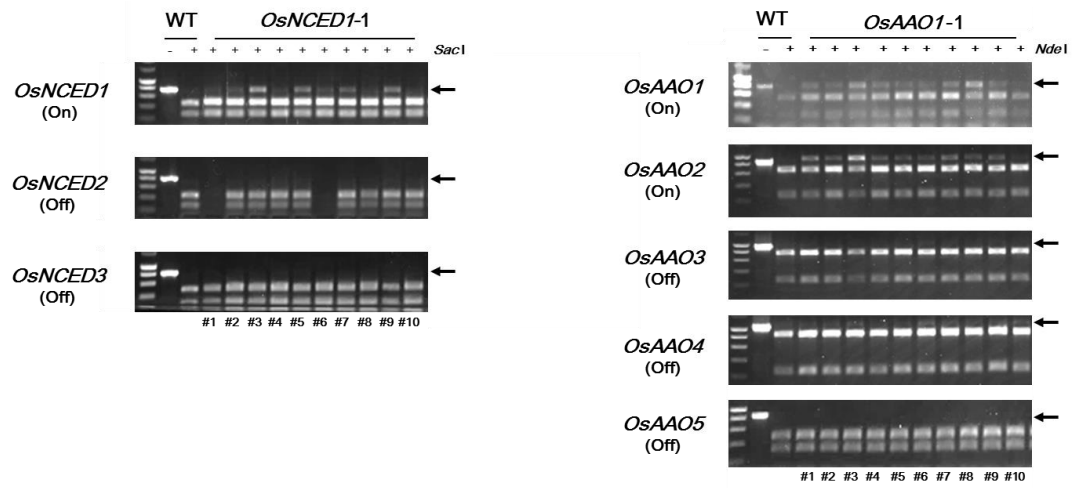 WT OsNCED1-1
- + + + + + + + + + + + SacI
OsNCED1
(On)
OsNCED2
(Off)
OsNCED3
(Off)
#1 #2 #3 #4 #5 #6 #7 #8 #9 #10
WT OsAAO1-1
- + + + + + + + + + + + NdeI
OsAAO1
(On)
OsAAO2
(On)
OsAAO3
(Off)
OsAAO4
(Off)
OsAAO5
(Off)
#1 #2 #3 #4 #5 #6 #7 #8 #9 #10